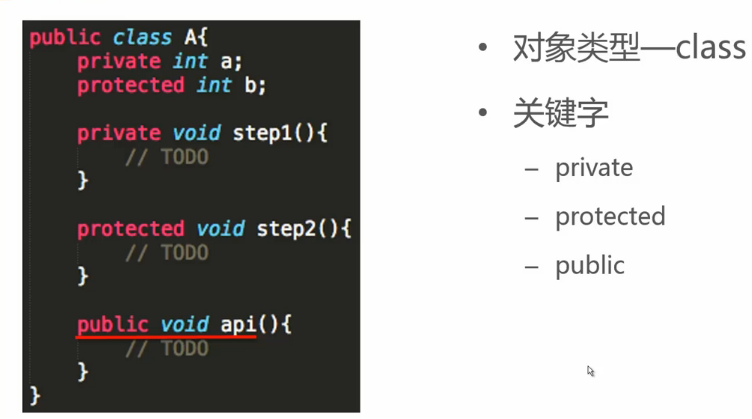 public class A{
    private int a;
    protected int b;
    private void step1(){
        // TODO
    }
    protected void step2(){
        // TODO
    }
    public void api(){
        // TODO
    }
}
• 对象类型—class
• 关键字
– private
– protected
– public